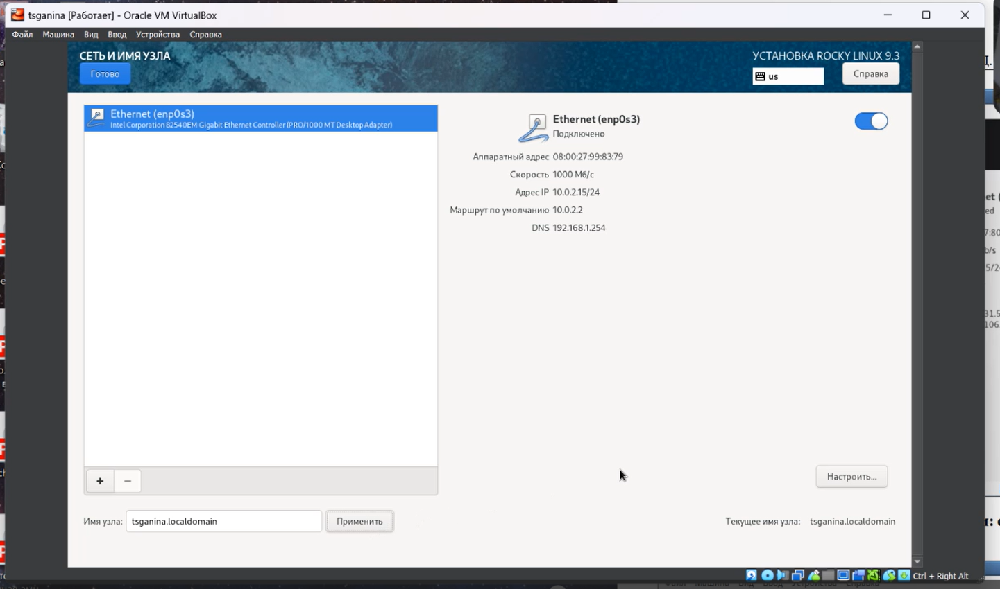 tsganina [Работает] - Oracle VM VirtualBox
Файл Машина Вид Ввод Устройства Справка
СЕТЬ И ИМЯ УЗЛА
УСТАНОВКА ROCKY LINUX 9.3
Готово
us
Справка
Ethernet (enp0s3)
Intel Corporation 82540EM Gigabit Ethernet Controller (PRO/1000 MT Desktop Adapter)
Ethernet (enp0s3)
Подключено
Аппаратный адрес 08:00:27:99:83:79
Скорость 1000 Мб/с
Адрес IP 10.0.2.15/24
Маршрут по умолчанию 10.0.2.2
DNS 192.168.1.254
+ −
Настроить...
Имя узла: tsganina.localdomain Применить
Текущее имя узла: tsganina.localdomain
Ctrl + Right Alt